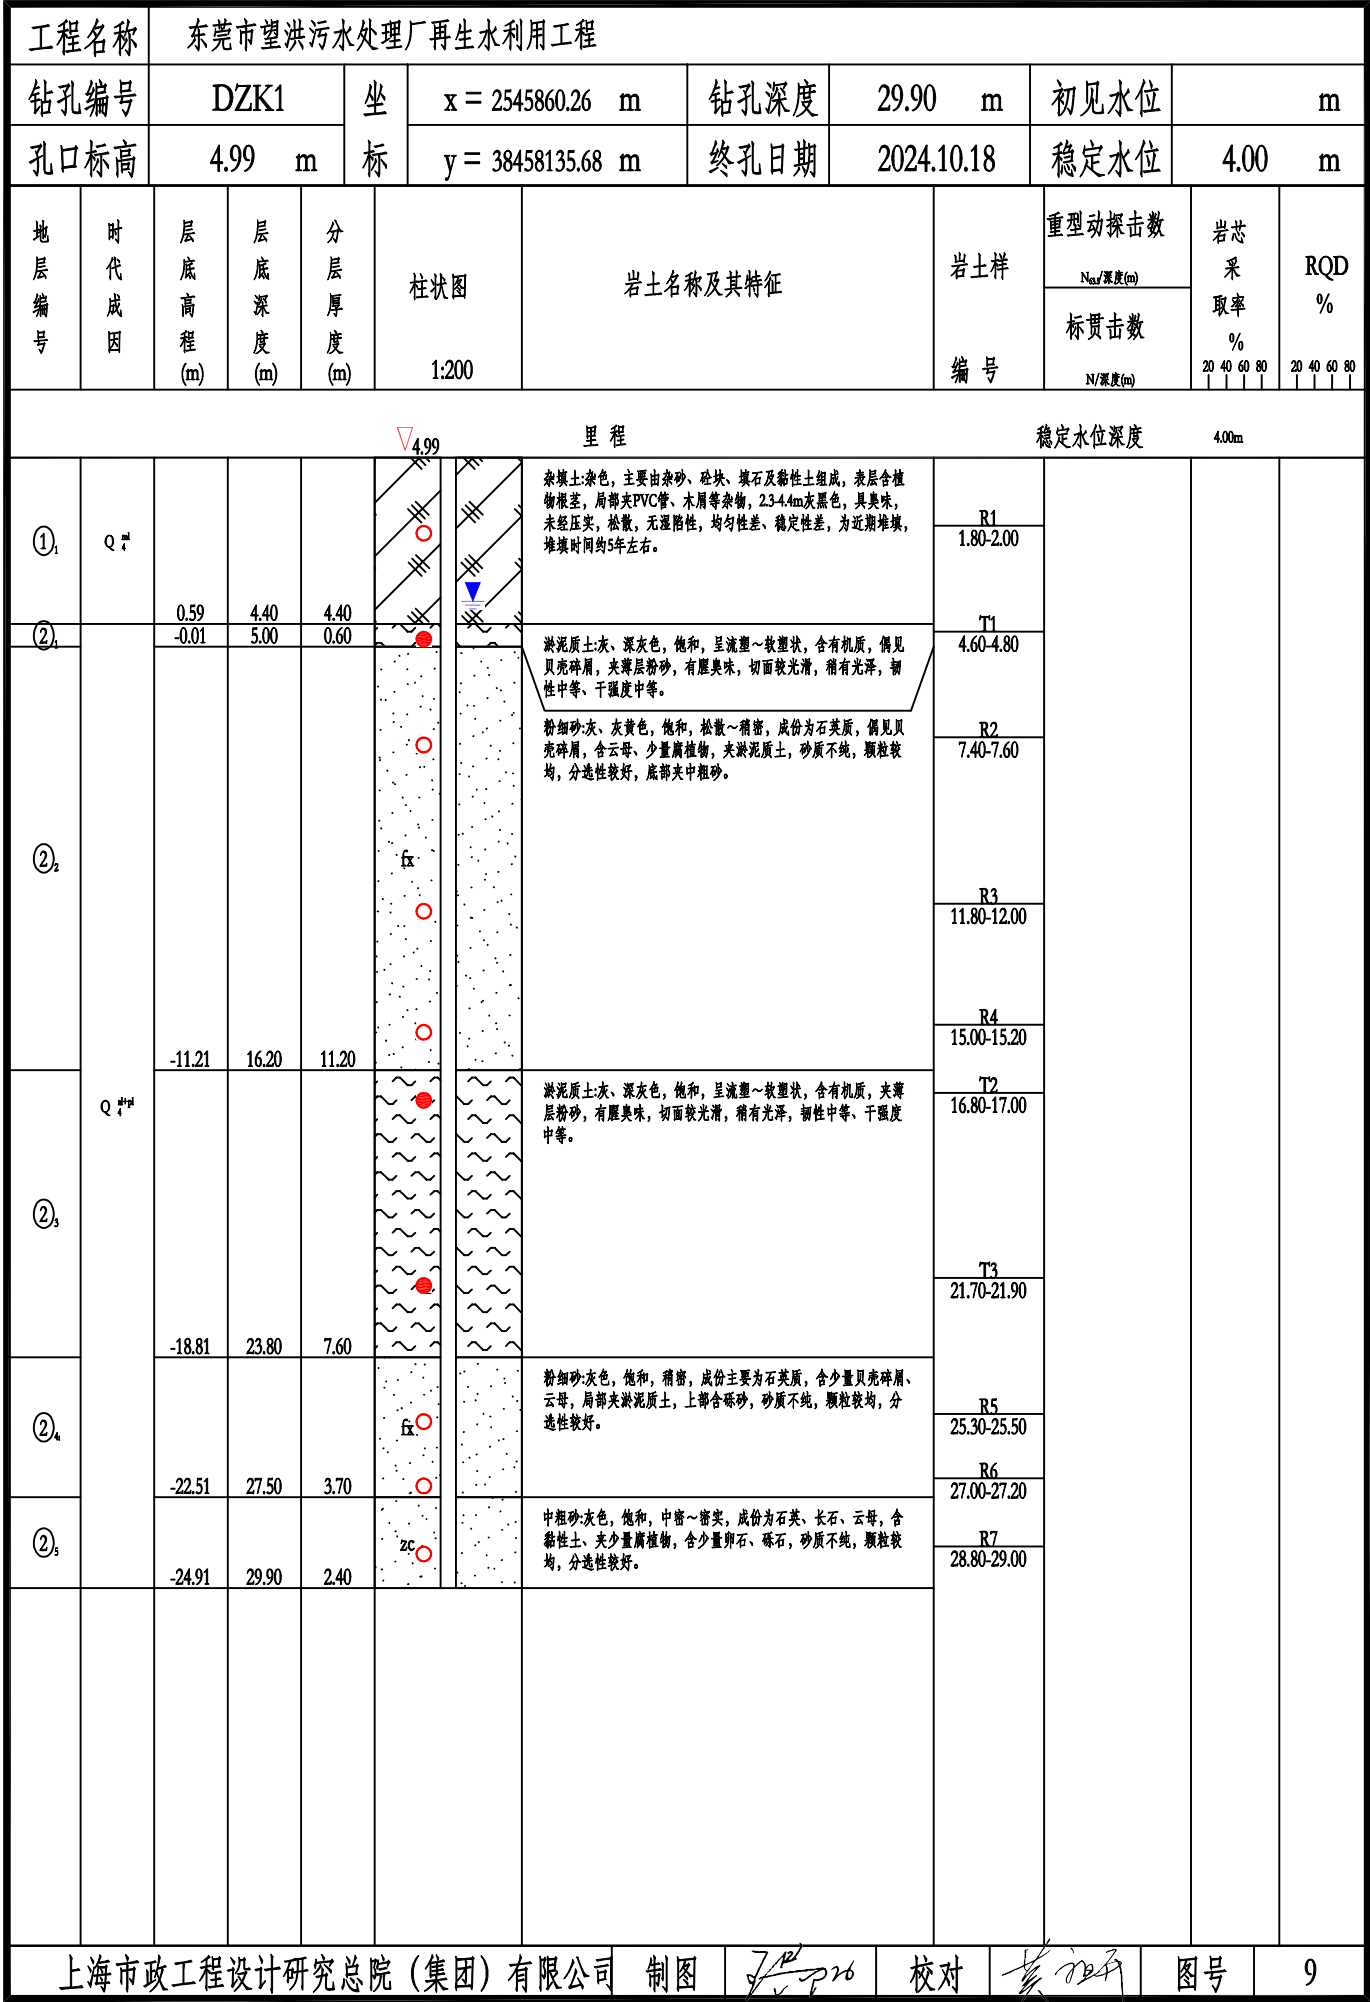 工程名称 东莞市望洪污水处理厂再生水利用工程
钻孔编号 DZK1 坐 x = 2545860.26 m 钻孔深度 29.90 m 初见水位 m
孔口标高 4.99 m 标 y = 38458135.68 m 终孔日期 2024.10.18 稳定水位 4.00 m
地层编号 时代成因 层底高程(m) 层底深度(m) 分层厚度(m) 柱状图 1:200 岩土名称及其特征 岩土样编号 重型动探击数 N63.5/深度(m) 标贯击数 N/深度(m) 岩芯采取率% 20 40 60 80 RQD % 20 40 60 80
4.99 里程 稳定水位深度 4.00m
①1 Q4ml 0.59 4.40 4.40
杂填土:杂色，主要由杂砂、砼块、填石及黏性土组成，表层含植
物根茎，局部夹PVC管、木屑等杂物，2.3-4.4m灰黑色，具臭味，
未经压实，松散，无湿陷性，均匀性差、稳定性差，为近期堆填，
堆填时间约5年左右。
R1
1.80-2.00
②1 -0.01 5.00 0.60
淤泥质土:灰、深灰色，饱和，呈流塑～软塑状，含有机质，偶见
贝壳碎屑，夹薄层粉砂，有腥臭味，切面较光滑，稍有光泽，韧
性中等、干强度中等。
T1
4.60-4.80
②2 fx -11.21 16.20 11.20
粉细砂:灰、灰黄色，饱和，松散～稍密，成份为石英质，偶见贝
壳碎屑，含云母、少量腐植物，夹淤泥质土，砂质不纯，颗粒较
均，分选性较好，底部夹中粗砂。
R2
7.40-7.60
R3
11.80-12.00
R4
15.00-15.20
Q4al+pl
②3 -18.81 23.80 7.60
淤泥质土:灰、深灰色，饱和，呈流塑～软塑状，含有机质，夹薄
层粉砂，有腥臭味，切面较光滑，稍有光泽，韧性中等、干强度
中等。
T2
16.80-17.00
T3
21.70-21.90
②4 fx -22.51 27.50 3.70
粉细砂:灰色，饱和，稍密，成份主要为石英质，含少量贝壳碎屑、
云母，局部夹淤泥质土，上部含砾砂，砂质不纯，颗粒较均，分
选性较好。
R5
25.30-25.50
R6
27.00-27.20
②5 zc -24.91 29.90 2.40
中粗砂:灰色，饱和，中密～密实，成份为石英、长石、云母，含
黏性土、夹少量腐植物，含少量卵石、砾石，砂质不纯，颗粒较
均，分选性较好。
R7
28.80-29.00
上海市政工程设计研究总院（集团）有限公司 制图 校对 图号 9